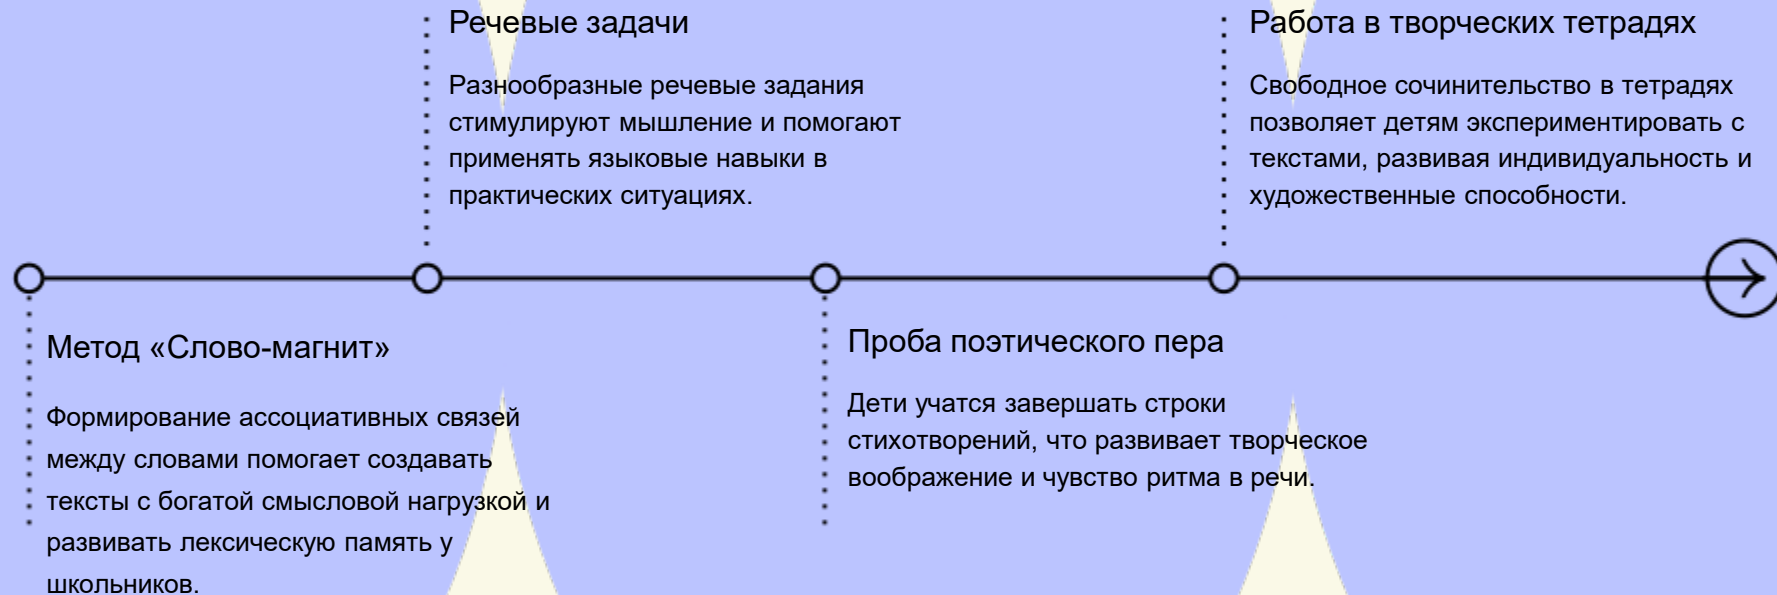 Речевые задачи
Разнообразные речевые задания
стимулируют мышление и помогают
применять языковые навыки в
практических ситуациях.
Работа в творческих тетрадях
Свободное сочинительство в тетрадях
позволяет детям экспериментировать с
текстами, развивая индивидуальность и
художественные способности.
Метод «Слово-магнит»
Формирование ассоциативных связей
между словами помогает создавать
тексты с богатой смысловой нагрузкой и
развивать лексическую память у
школьников.
Проба поэтического пера
Дети учатся завершать строки
стихотворений, что развивает творческое
воображение и чувство ритма в речи.